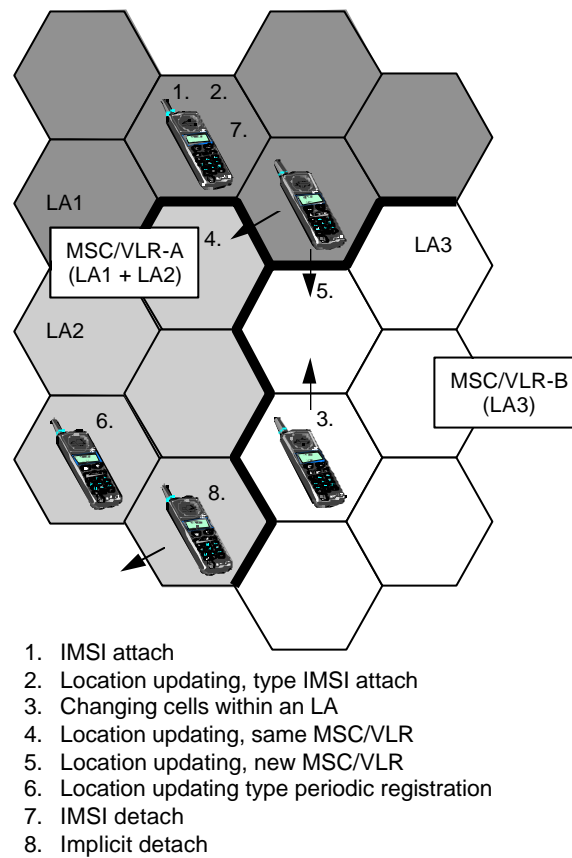 1. 2.
7.
LA1
4.
LA3
MSC/VLR-A
(LA1 + LA2)
5.
LA2
MSC/VLR-B
(LA3)
6.
3.
8.
1. IMSI attach
2. Location updating, type IMSI attach
3. Changing cells within an LA
4. Location updating, same MSC/VLR
5. Location updating, new MSC/VLR
6. Location updating type periodic registration
7. IMSI detach
8. Implicit detach